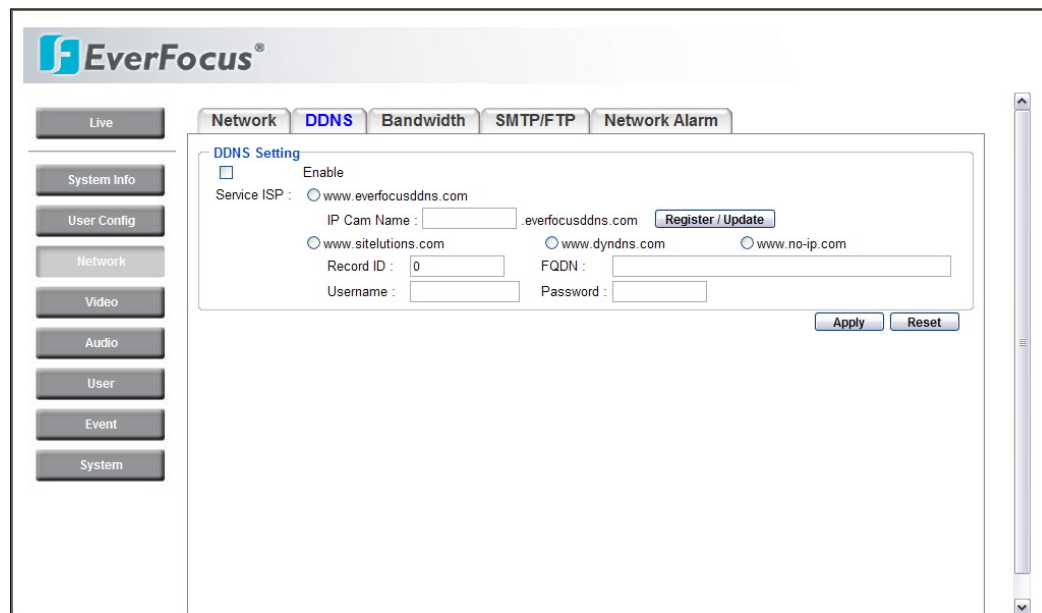 EverFocus®
Live
System Info
User Config
Network
Video
Audio
User
Event
System
Network DDNS Bandwidth SMTP/FTP Network Alarm
DDNS Setting
Enable
Service ISP : www.everfocusddns.com
IP Cam Name : .everfocusddns.com Register / Update
www.sitelutions.com www.dyndns.com www.no-ip.com
Record ID : 0 FQDN :
Username : Password :
Apply Reset